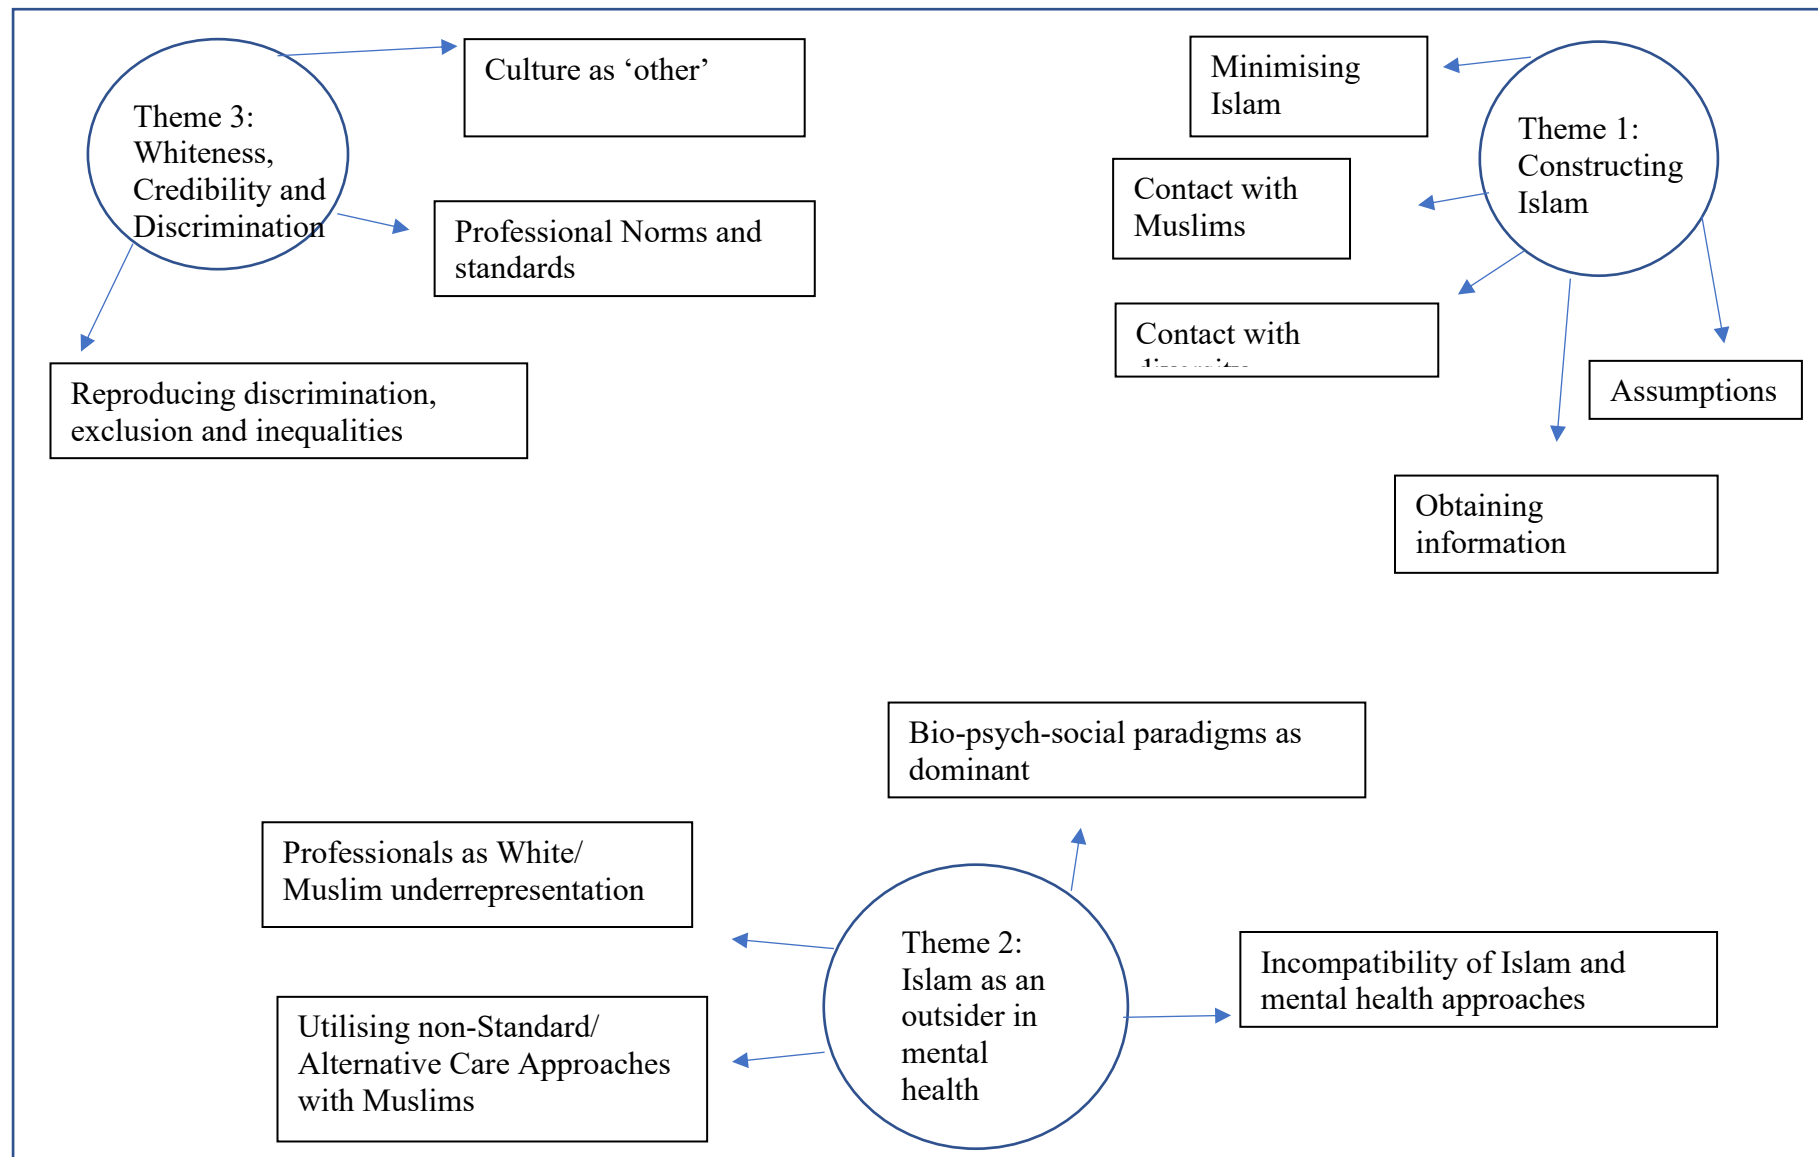 Theme 3:
Whiteness,
Credibility and
Discrimination
Culture as ‘other’
Professional Norms and
standards
Reproducing discrimination,
exclusion and inequalities
Theme 1:
Constructing
Islam
Minimising
Islam
Contact with
Muslims
Contact with
Assumptions
Obtaining
information
Theme 2:
Islam as an
outsider in
mental
health
Bio-psych-social paradigms as
dominant
Professionals as White/
Muslim underrepresentation
Utilising non-Standard/
Alternative Care Approaches
with Muslims
Incompatibility of Islam and
mental health approaches